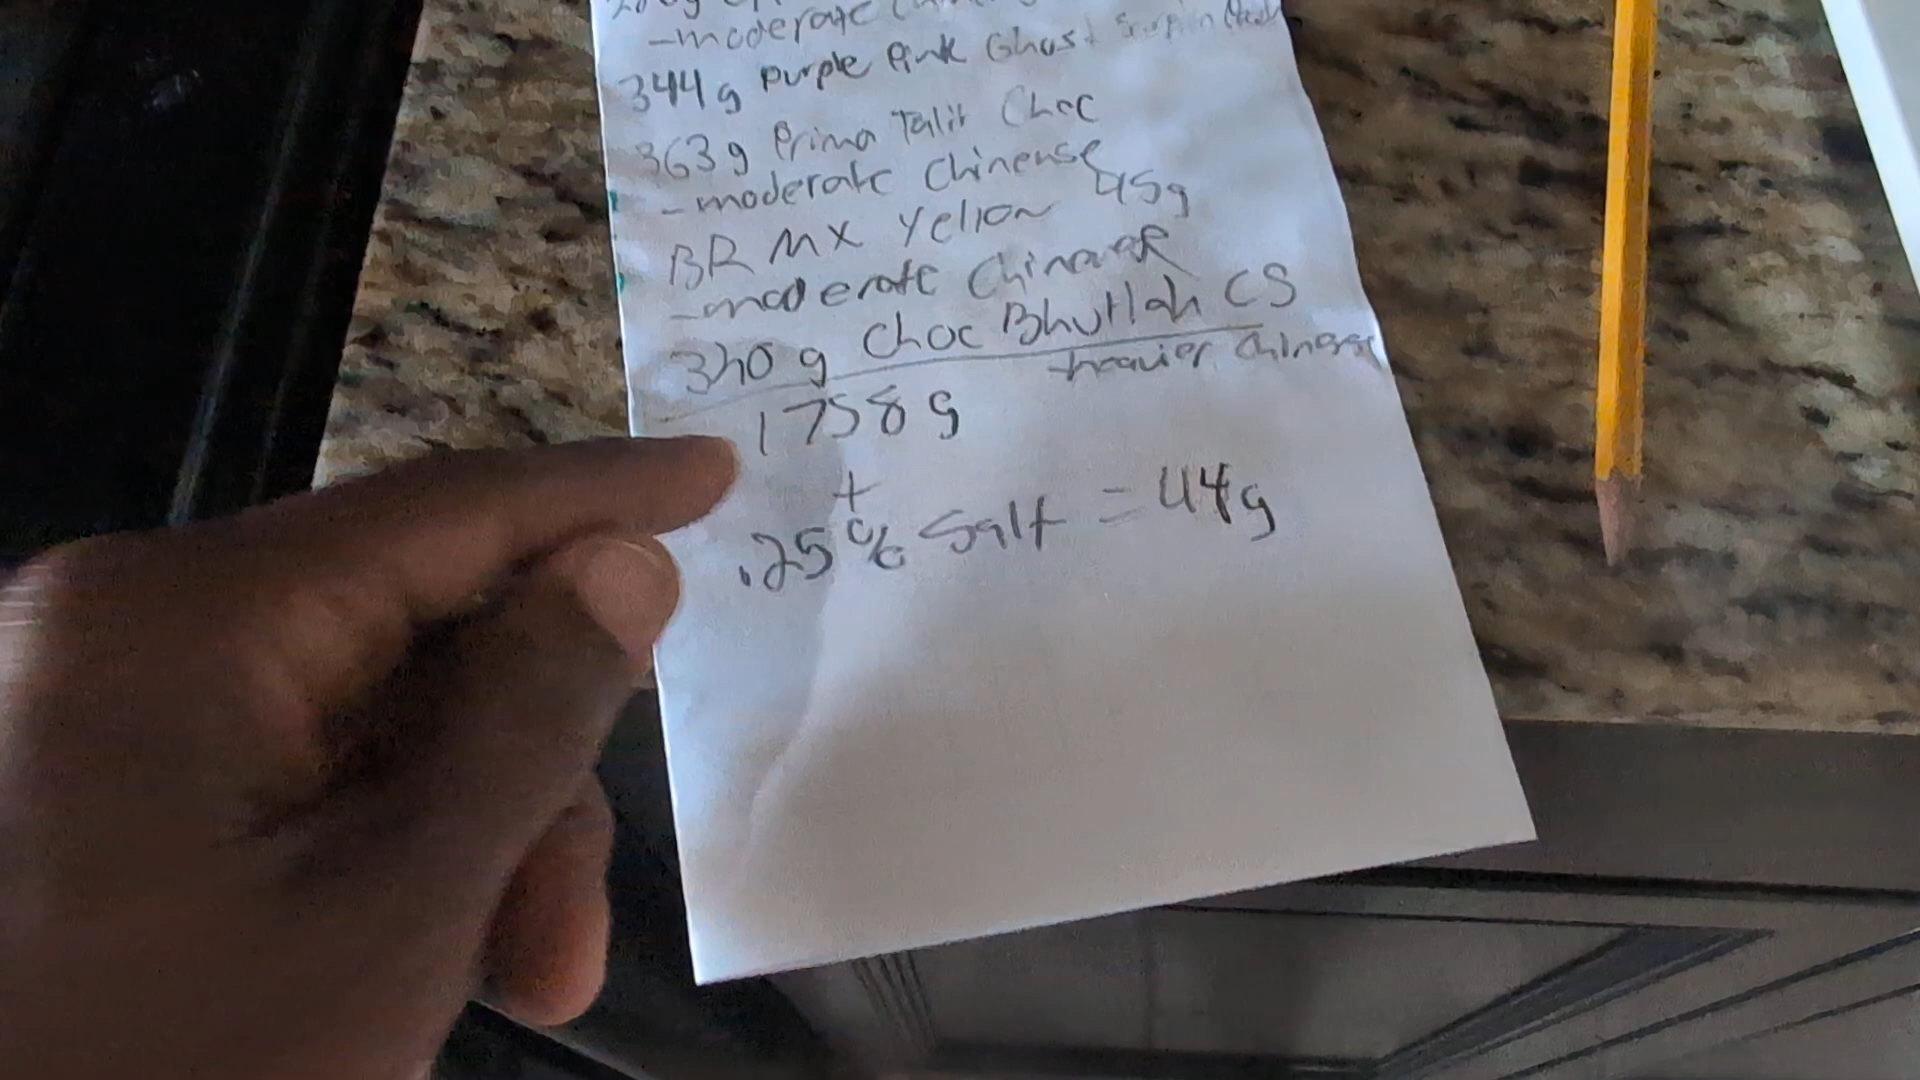 -moderate
344g Purple Pink Ghost
363g Prima Talit Choc
-moderate Chinense
BR MX Yellow 45g
-moderate Chinense
340g Choc Bhutlah CS
-heavier Chinense
1758g
+
.25% Salt = 44g